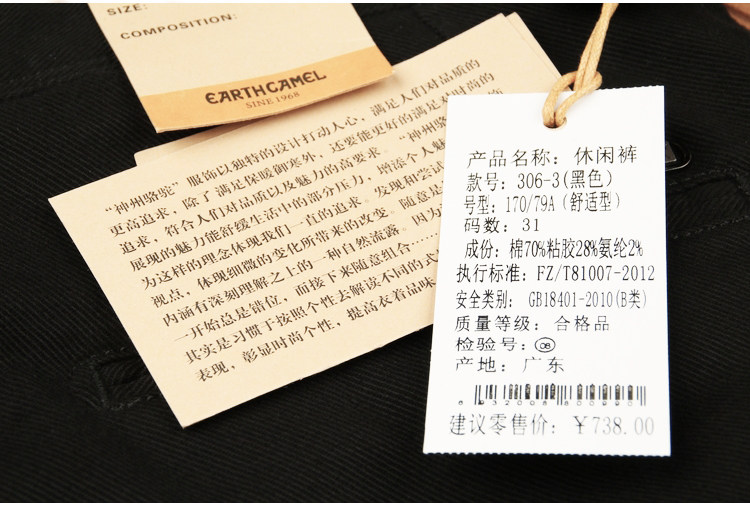 SIZE:
COMPOSITION:
EARTHCAMEL
SINE1968
“神州骆驼”服饰以独特的设计打动人心，满足人们对品质的
更高追求，除了满足保暖御寒外，还要能更好的满足对时尚的
追求，符合人们对品质以及魅力的高要求。“神州骆驼
展现的魅力能舒缓生活中的部分压力，增添个人魅
为这样的理念体现我们一直的追求。发现和尝
视点，体现细微的变化所带来的改变。随意是
内涵有深刻理解之上的一种自然流露。因为
一开始总是错位，而接下来随意组合……
其实是习惯于按照个性去解读不同的式
表现，彰显时尚个性，提高衣着品味
产品名称：休闲裤
款号：306-3(黑色)
号型：170/79A（舒适型）
码数：31
成份：棉70%粘胶28%氨纶2%
执行标准：FZ/T81007-2012
安全类别：GB18401-2010(B类)
质量等级：合格品
检验号：08
产地：广东
6932008800990
建议零售价：￥738.00